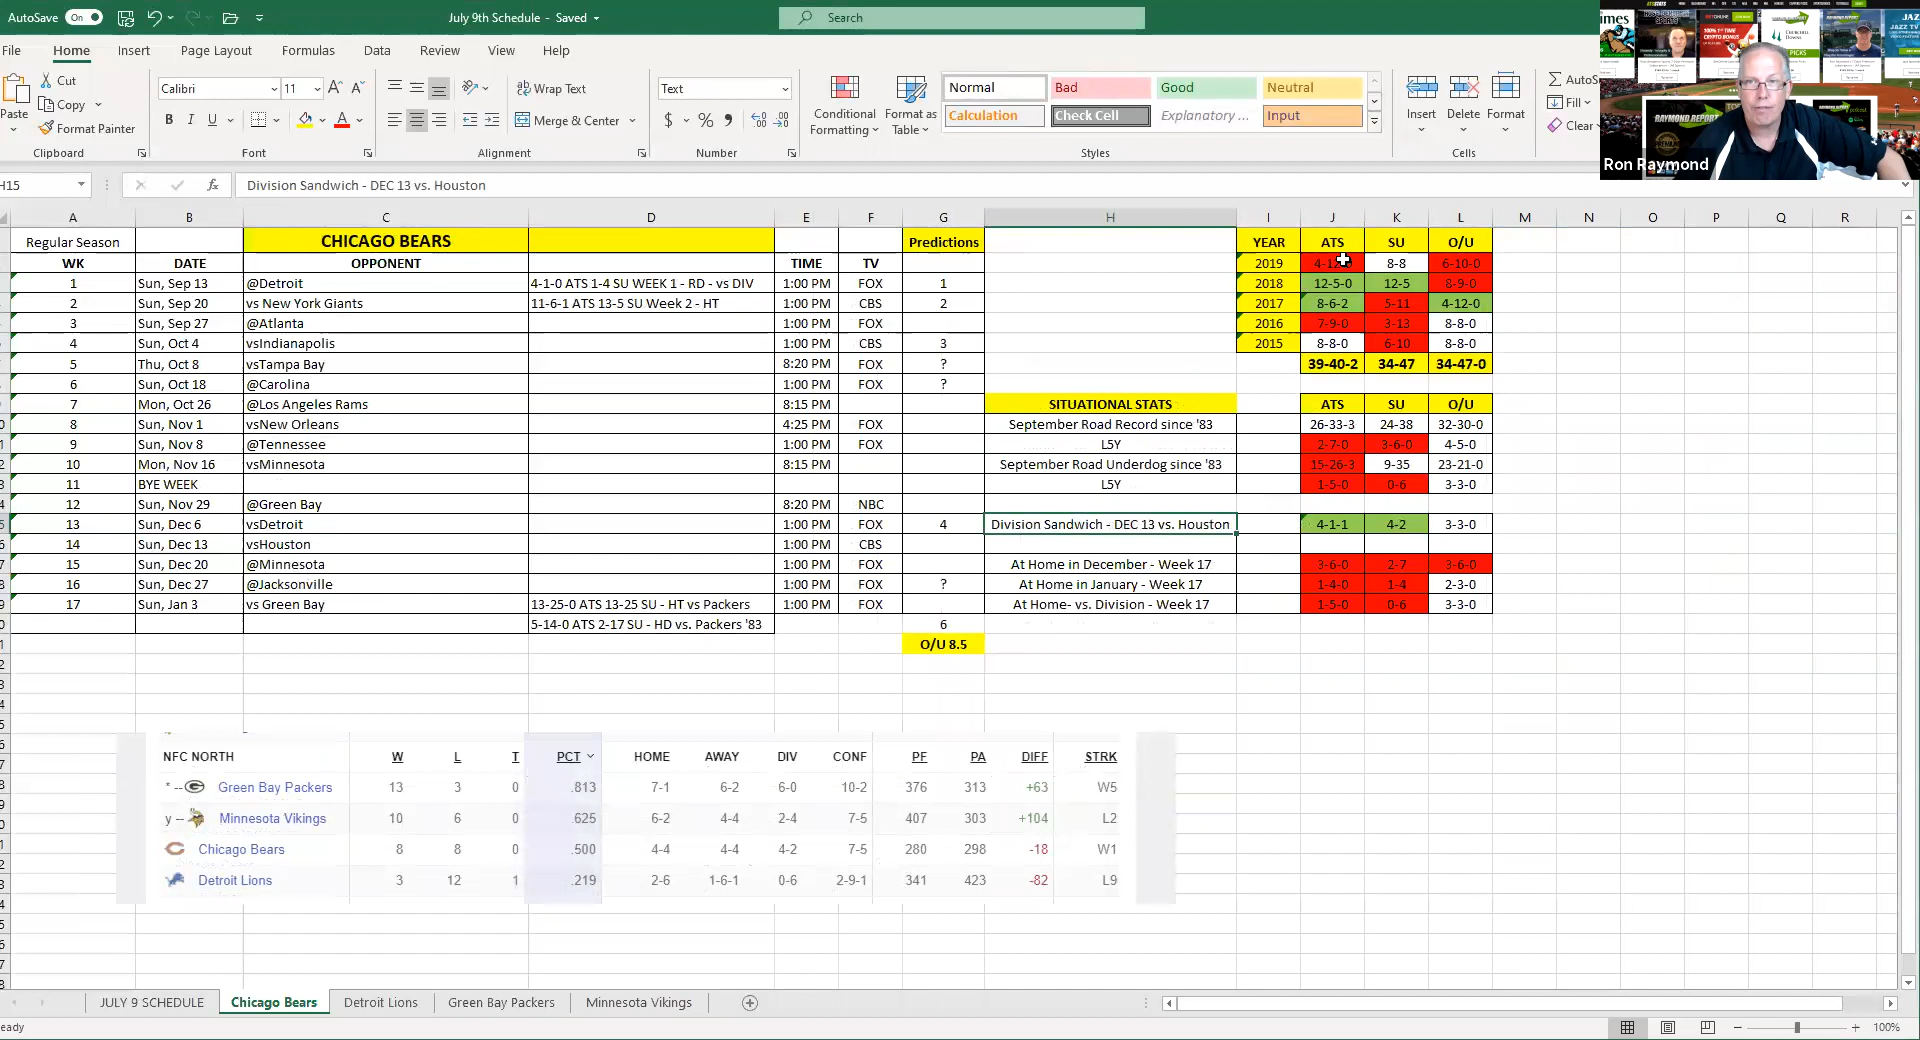 AutoSave On July 9th Schedule - Saved Search
File Home Insert Page Layout Formulas Data Review View Help
Cut
Copy
Paste Format Painter
Calibri 11
B I U
Wrap Text
Merge & Center
Text
$ %
Conditional Formatting
Format as Table
Normal Bad Good Neutral
Calculation Check Cell Explanatory ... Input
Insert Delete Format
Fill
Clear
Clipboard Font Alignment Number Styles Cells
Ron Raymond
H15 fx Division Sandwich - DEC 13 vs. Houston
A B C D E F G H I J K L M N O P Q R
Regular Season CHICAGO BEARS Predictions YEAR ATS SU O/U
WK DATE OPPONENT TIME TV 2019 8-8 6-10-0
1 Sun, Sep 13 @Detroit 4-1-0 ATS 1-4 SU WEEK 1 - RD - vs DIV 1:00 PM FOX 1 2018 12-5-0 12-5 8-9-0
2 Sun, Sep 20 vs New York Giants 11-6-1 ATS 13-5 SU Week 2 - HT 1:00 PM CBS 2 2017 8-6-2 5-11 4-12-0
3 Sun, Sep 27 @Atlanta 1:00 PM FOX 2016 7-9-0 3-13 8-8-0
4 Sun, Oct 4 vsIndianapolis 1:00 PM CBS 3 2015 8-8-0 6-10 8-8-0
5 Thu, Oct 8 vsTampa Bay 8:20 PM FOX ? 39-40-2 34-47 34-47-0
6 Sun, Oct 18 @Carolina 1:00 PM FOX ?
7 Mon, Oct 26 @Los Angeles Rams 8:15 PM SITUATIONAL STATS ATS SU O/U
8 Sun, Nov 1 vsNew Orleans 4:25 PM FOX September Road Record since '83 26-33-3 24-38 32-30-0
9 Sun, Nov 8 @Tennessee 1:00 PM FOX L5Y 2-7-0 3-6-0 4-5-0
10 Mon, Nov 16 vsMinnesota 8:15 PM September Road Underdog since '83 15-26-3 9-35 23-21-0
11 BYE WEEK L5Y 1-5-0 0-6 3-3-0
12 Sun, Nov 29 @Green Bay 8:20 PM NBC
13 Sun, Dec 6 vsDetroit 1:00 PM FOX 4 Division Sandwich - DEC 13 vs. Houston 4-1-1 4-2 3-3-0
14 Sun, Dec 13 vsHouston 1:00 PM CBS
15 Sun, Dec 20 @Minnesota 1:00 PM FOX At Home in December - Week 17 3-6-0 2-7 3-6-0
16 Sun, Dec 27 @Jacksonville 1:00 PM FOX ? At Home in January - Week 17 1-4-0 1-4 2-3-0
17 Sun, Jan 3 vs Green Bay 13-25-0 ATS 13-25 SU - HT vs Packers 1:00 PM FOX At Home- vs. Division - Week 17 1-5-0 0-6 3-3-0
5-14-0 ATS 2-17 SU - HD vs. Packers '83 6
O/U 8.5
NFC NORTH W L T PCT HOME AWAY DIV CONF PF PA DIFF STRK
* -- Green Bay Packers 13 3 0 .813 7-1 6-2 6-0 10-2 376 313 +63 W5
y -- Minnesota Vikings 10 6 0 .625 6-2 4-4 2-4 7-5 407 303 +104 L2
Chicago Bears 8 8 0 .500 4-4 4-4 4-2 7-5 280 298 -18 W1
Detroit Lions 3 12 1 .219 2-6 1-6-1 0-6 2-9-1 341 423 -82 L9
JULY 9 SCHEDULE Chicago Bears Detroit Lions Green Bay Packers Minnesota Vikings
100%